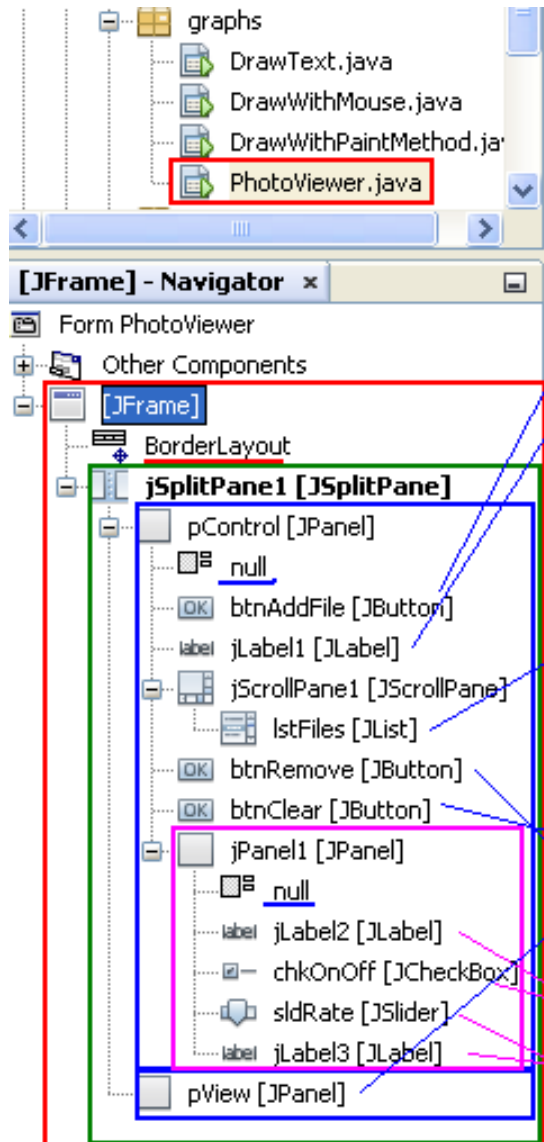 graphs
DrawText.java
DrawWithMouse.java
DrawWithPaintMethod.ja
PhotoViewer.java
[JFrame] - Navigator x
Form PhotoViewer
Other Components
[JFrame]
BorderLayout
jSplitPane1 [JSplitPane]
pControl [JPanel]
null
OK btnAddFile [JButton]
label jLabel1 [JLabel]
jScrollPane1 [JScrollPane]
lstFiles [JList]
OK btnRemove [JButton]
OK btnClear [JButton]
jPanel1 [JPanel]
null
label jLabel2 [JLabel]
chkOnOff [JCheckBox]
sldRate [JSlider]
label jLabel3 [JLabel]
pView [JPanel]